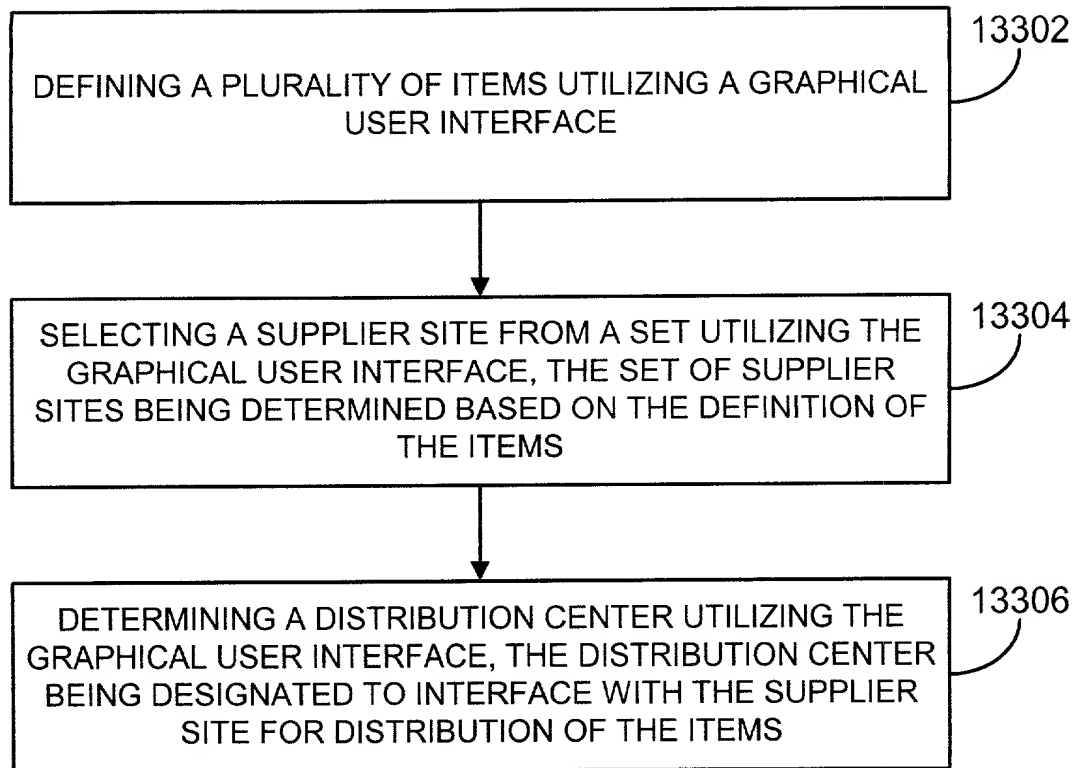 13302
DEFINING A PLURALITY OF ITEMS UTILIZING A GRAPHICAL
USER INTERFACE
13304
SELECTING A SUPPLIER SITE FROM A SET UTILIZING THE
GRAPHICAL USER INTERFACE, THE SET OF SUPPLIER
SITES BEING DETERMINED BASED ON THE DEFINITION OF
THE ITEMS
13306
DETERMINING A DISTRIBUTION CENTER UTILIZING THE
GRAPHICAL USER INTERFACE, THE DISTRIBUTION CENTER
BEING DESIGNATED TO INTERFACE WITH THE SUPPLIER
SITE FOR DISTRIBUTION OF THE ITEMS